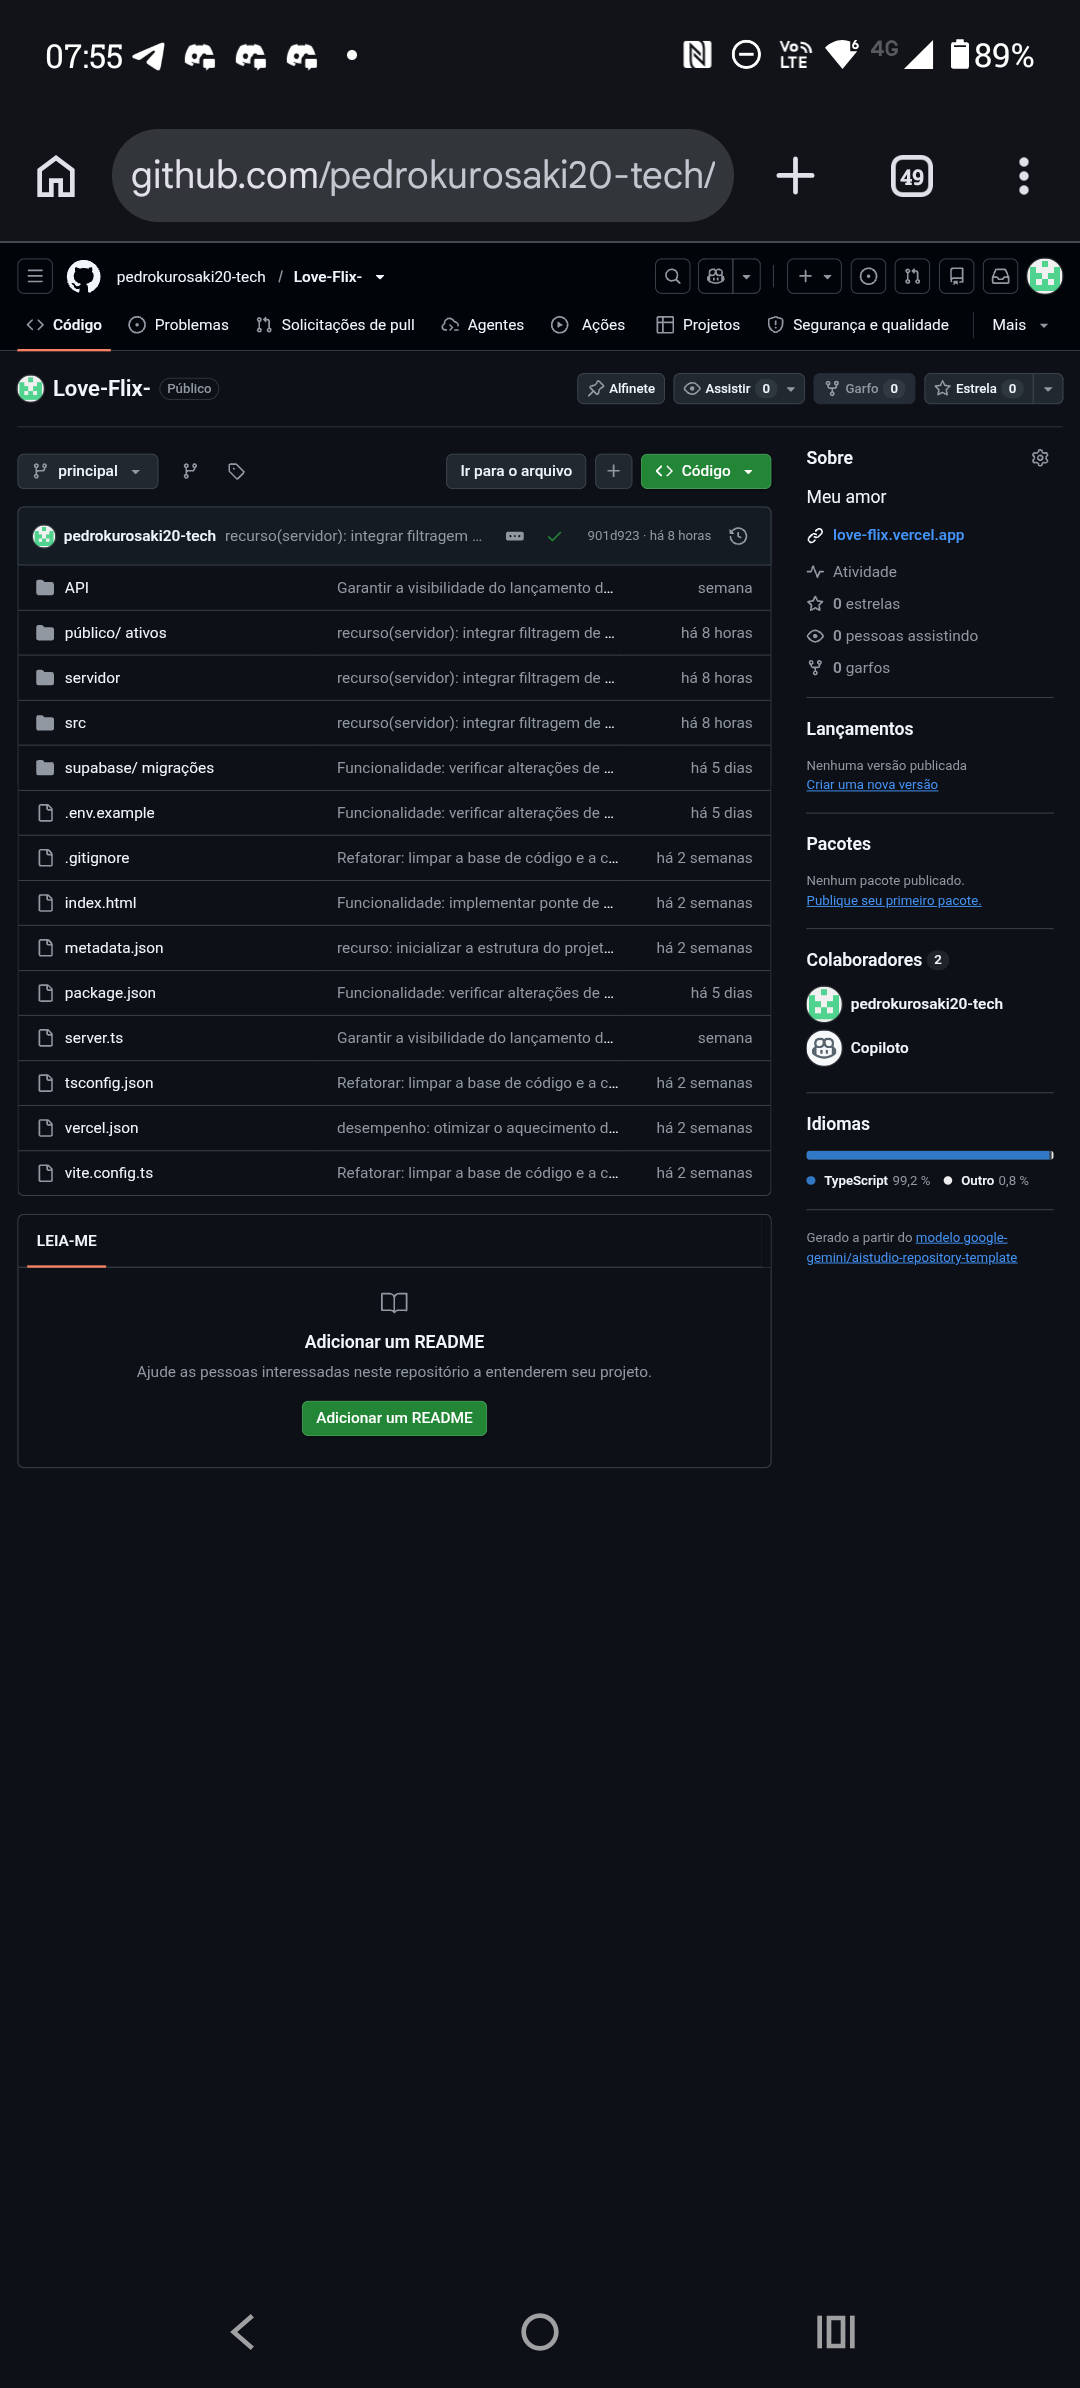 07:55
Vo
LTE
6
4G
89%
github.com/pedrokurosaki20-tech/
49
pedrokurosaki20-tech / Love-Flix-
Código
Problemas
Solicitações de pull
Agentes
Ações
Projetos
Segurança e qualidade
Mais
Love-Flix-
Público
Alfinete
Assistir 0
Garfo 0
Estrela 0
principal
Ir para o arquivo
Código
pedrokurosaki20-tech recurso(servidor): integrar filtragem ... 901d923 · há 8 horas
API Garantir a visibilidade do lançamento d... semana
público/ ativos recurso(servidor): integrar filtragem de ... há 8 horas
servidor recurso(servidor): integrar filtragem de ... há 8 horas
src recurso(servidor): integrar filtragem de ... há 8 horas
supabase/ migrações Funcionalidade: verificar alterações de ... há 5 dias
.env.example Funcionalidade: verificar alterações de ... há 5 dias
.gitignore Refatorar: limpar a base de código e a c... há 2 semanas
index.html Funcionalidade: implementar ponte de ... há 2 semanas
metadata.json recurso: inicializar a estrutura do projet... há 2 semanas
package.json Funcionalidade: verificar alterações de ... há 5 dias
server.ts Garantir a visibilidade do lançamento d... semana
tsconfig.json Refatorar: limpar a base de código e a c... há 2 semanas
vercel.json desempenho: otimizar o aquecimento d... há 2 semanas
vite.config.ts Refatorar: limpar a base de código e a c... há 2 semanas
LEIA-ME
Adicionar um README
Ajude as pessoas interessadas neste repositório a entenderem seu projeto.
Adicionar um README
Sobre
Meu amor
love-flix.vercel.app
Atividade
0 estrelas
0 pessoas assistindo
0 garfos
Lançamentos
Nenhuma versão publicada
Criar uma nova versão
Pacotes
Nenhum pacote publicado.
Publique seu primeiro pacote.
Colaboradores 2
pedrokurosaki20-tech
Copiloto
Idiomas
TypeScript 99,2 % Outro 0,8 %
Gerado a partir do modelo google-
gemini/aistudio-repository-template